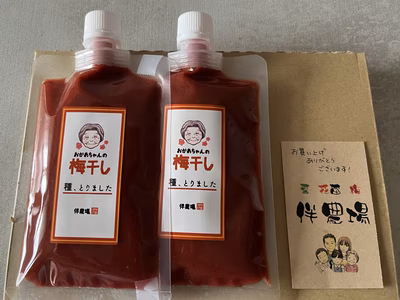 おかあちゃんの
梅干し
種、とりました
伴農場
おかあちゃんの
梅干し
種、とりました
伴農場
お買い上げ
ありがとう
ございます!
伴農場